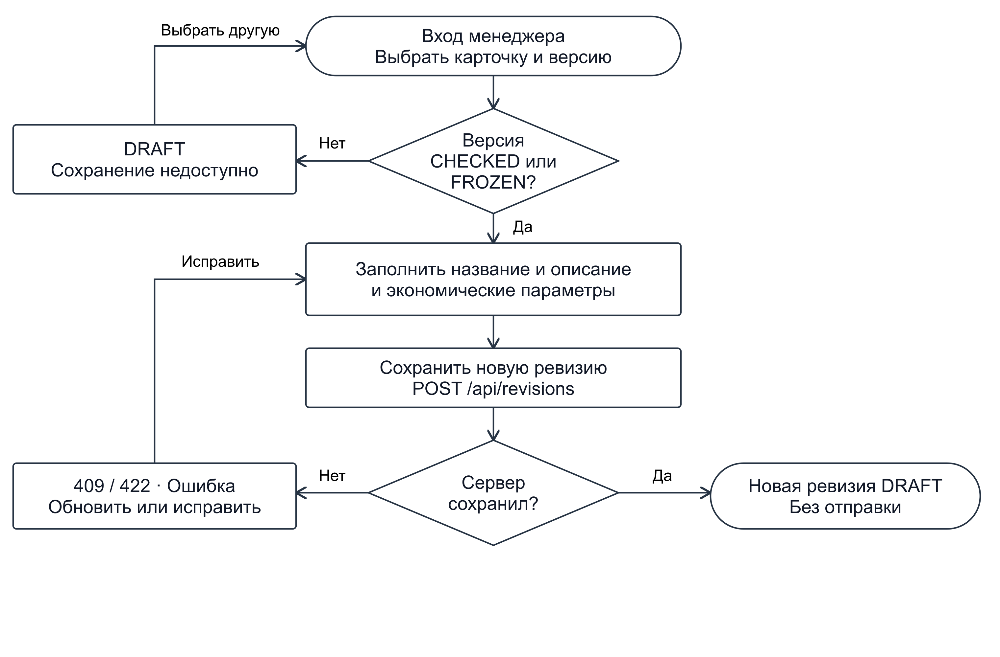 Выбрать другую
Вход менеджера
Выбрать карточку и версию
DRAFT
Сохранение недоступно
Нет
Версия
CHECKED или
FROZEN?
Да
Исправить
Заполнить название и описание
и экономические параметры
Сохранить новую ревизию
POST /api/revisions
409 / 422 · Ошибка
Обновить или исправить
Нет
Сервер
сохранил?
Да
Новая ревизия DRAFT
Без отправки